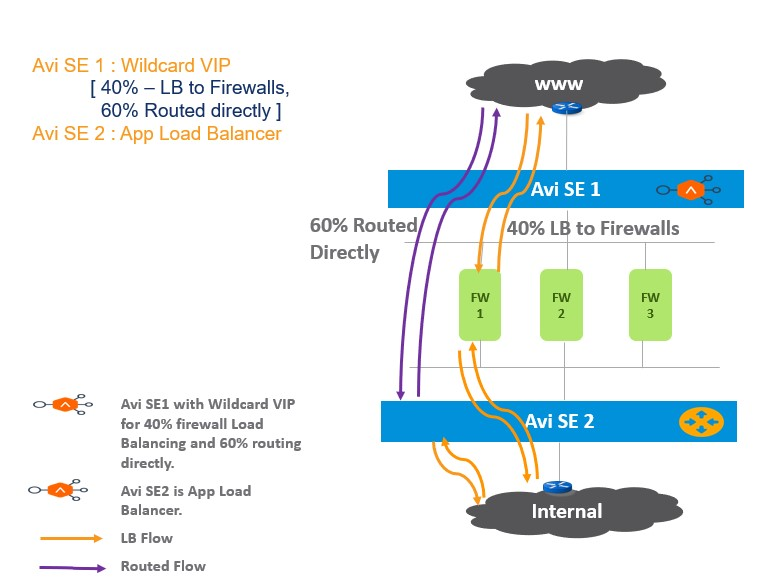 Avi SE 1 : Wildcard VIP
[ 40% – LB to Firewalls,
60% Routed directly ]
Avi SE 2 : App Load Balancer
www
Avi SE 1
60% Routed
Directly
40% LB to Firewalls
FW
1
FW
2
FW
3
Avi SE 2
Internal
Avi SE1 with Wildcard VIP
for 40% firewall Load
Balancing and 60% routing
directly.
Avi SE2 is App Load
Balancer.
LB Flow
Routed Flow